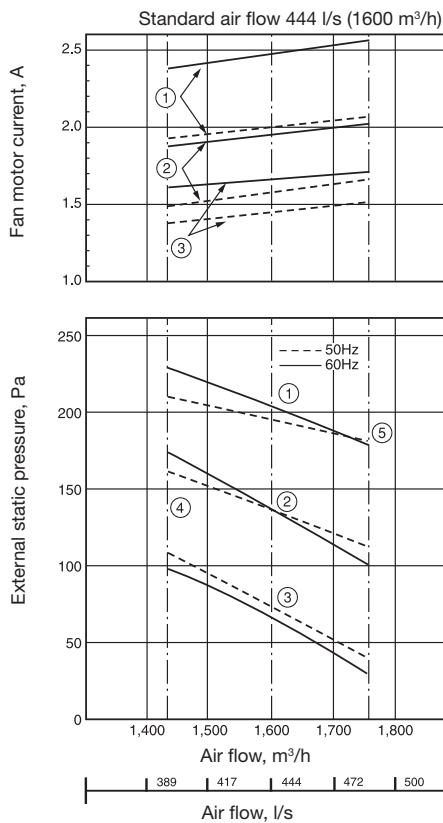 Standard air flow 444 l/s (1600 m³/h)
Fan motor current, A
2.5
2.0
1.5
1.0
1
2
3
External static pressure, Pa
250
200
150
100
50
0
50Hz
60Hz
1
5
4
2
3
1,400 1,500 1,600 1,700 1,800
Air flow, m³/h
389 417 444 472 500
Air flow, l/s